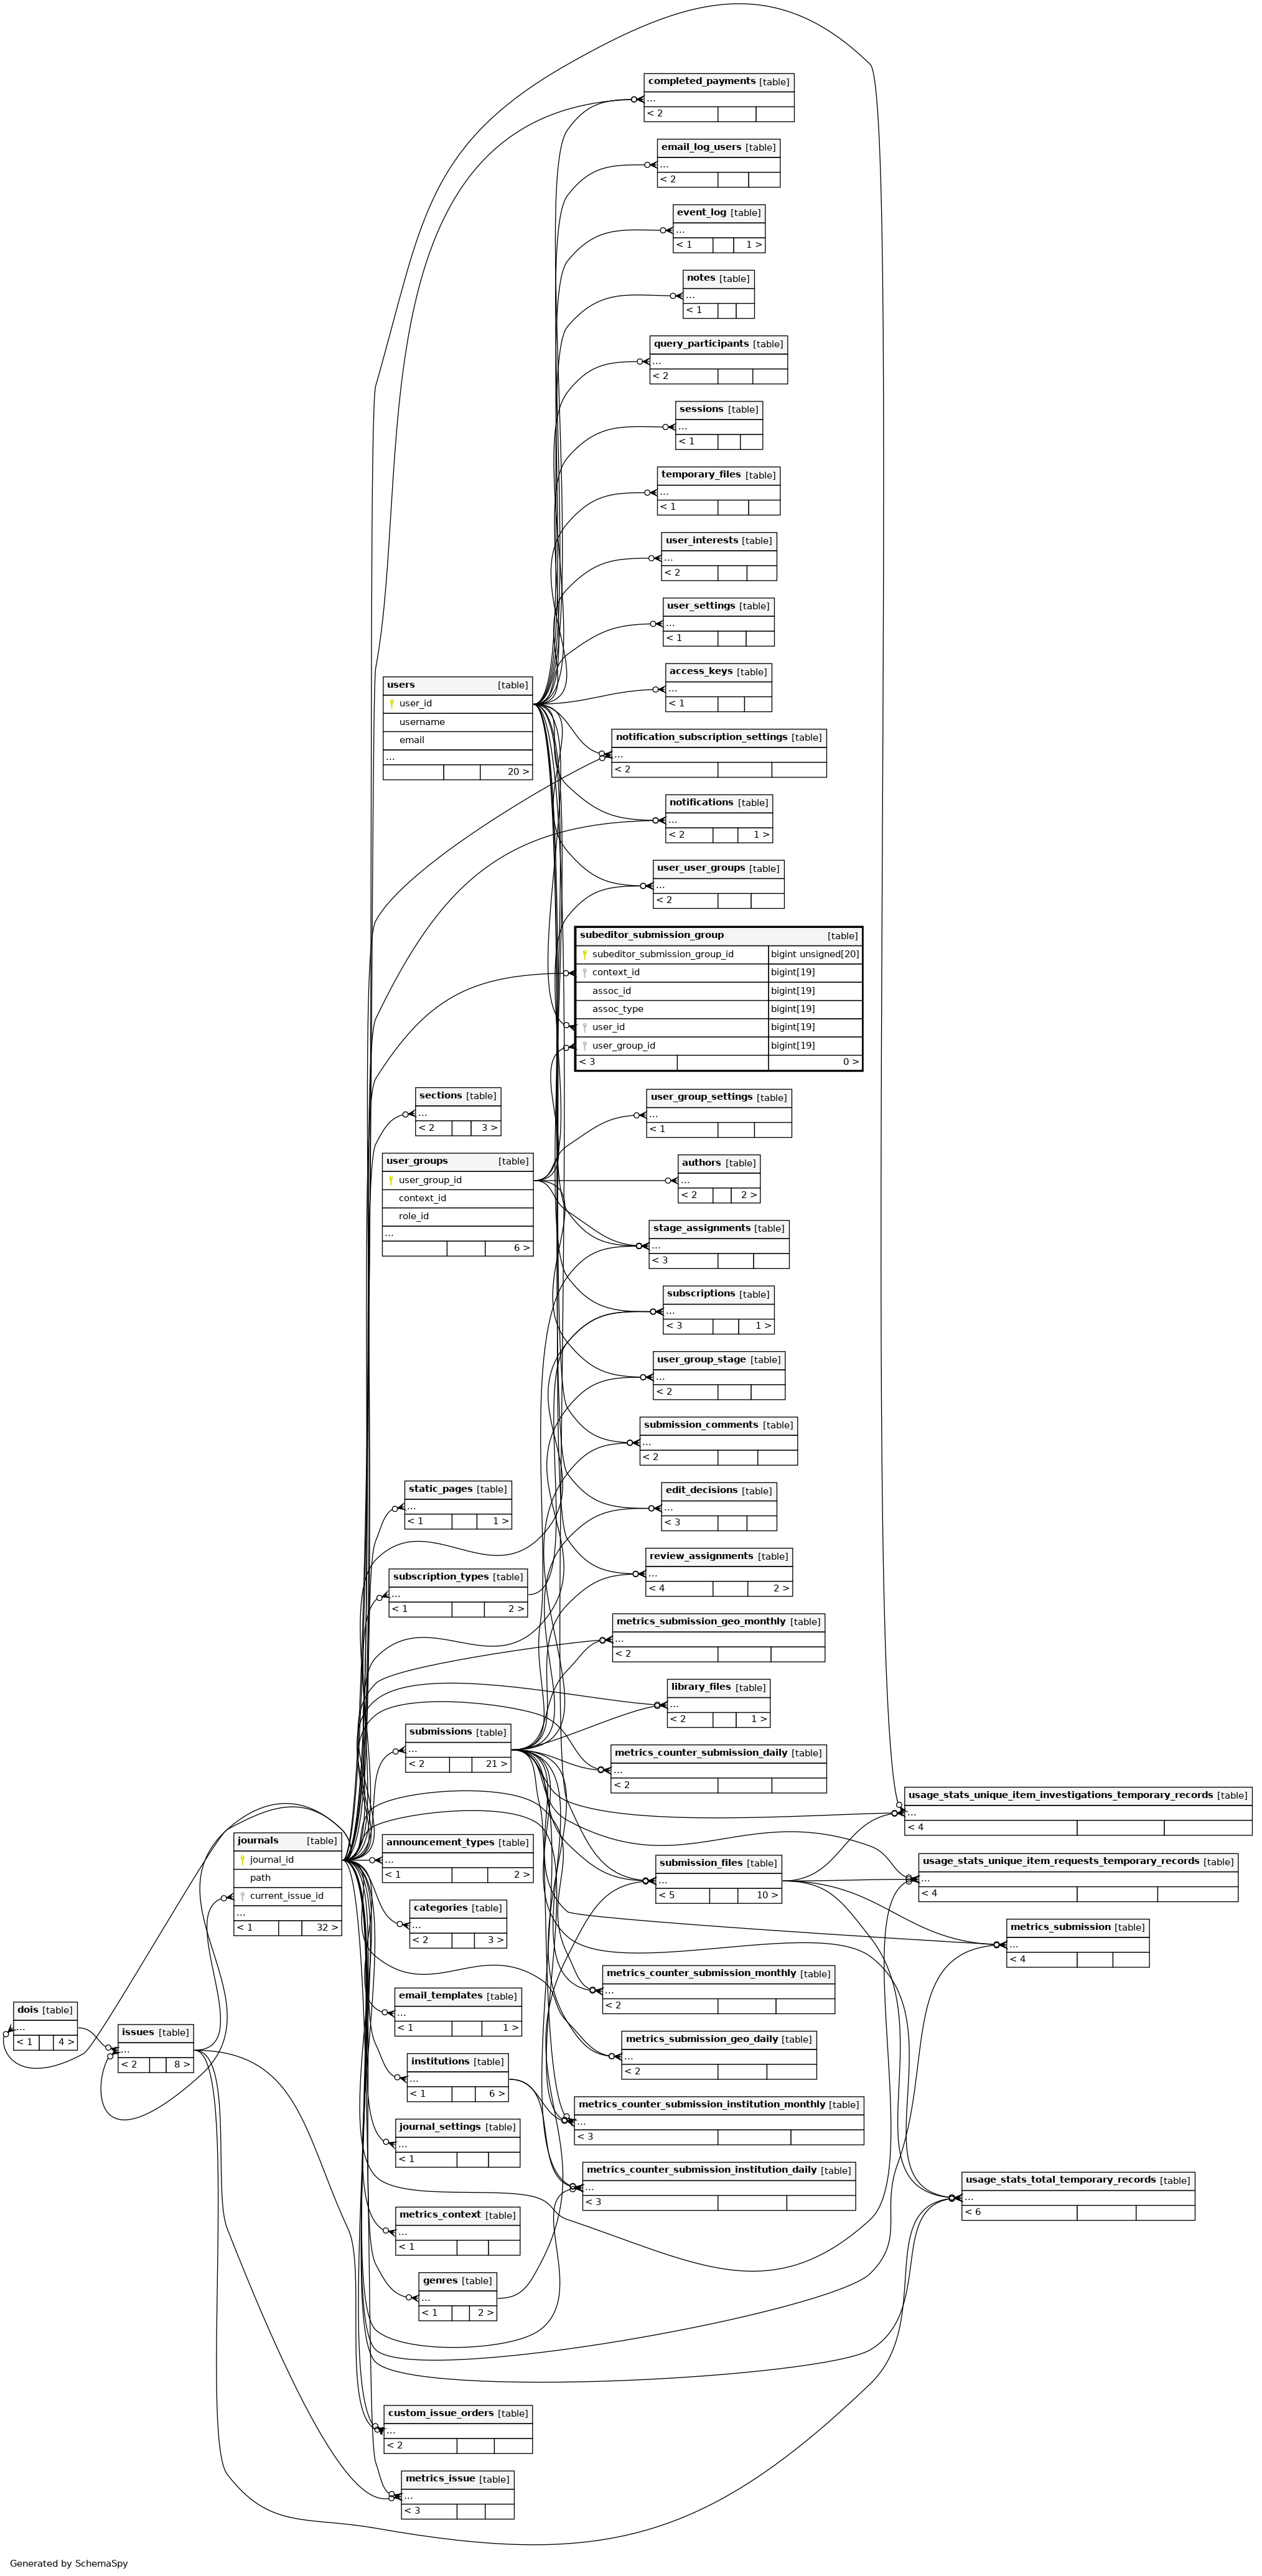 completed_payments [table]
...
< 2
email_log_users [table]
...
< 2
event_log [table]
...
< 1 1 >
notes [table]
...
< 1
query_participants [table]
...
< 2
sessions [table]
...
< 1
temporary_files [table]
...
< 1
user_interests [table]
...
< 2
user_settings [table]
...
< 1
access_keys [table]
...
< 1
users [table]
user_id
username
email
...
20 >
notification_subscription_settings [table]
...
< 2
notifications [table]
...
< 2 1 >
user_user_groups [table]
...
< 2
subeditor_submission_group [table]
subeditor_submission_group_id bigint unsigned[20]
context_id bigint[19]
assoc_id bigint[19]
assoc_type bigint[19]
user_id bigint[19]
user_group_id bigint[19]
< 3 0 >
sections [table]
...
< 2 3 >
user_group_settings [table]
...
< 1
user_groups [table]
user_group_id
context_id
role_id
...
6 >
authors [table]
...
< 2 2 >
stage_assignments [table]
...
< 3
subscriptions [table]
...
< 3 1 >
user_group_stage [table]
...
< 2
submission_comments [table]
...
< 2
static_pages [table]
...
< 1 1 >
edit_decisions [table]
...
< 3
subscription_types [table]
...
< 1 2 >
review_assignments [table]
...
< 4 2 >
metrics_submission_geo_monthly [table]
...
< 2
library_files [table]
...
< 2 1 >
submissions [table]
...
< 2 21 >
metrics_counter_submission_daily [table]
...
< 2
usage_stats_unique_item_investigations_temporary_records [table]
...
< 4
journals [table]
journal_id
path
current_issue_id
...
< 1 32 >
announcement_types [table]
...
< 1 2 >
submission_files [table]
...
< 5 10 >
usage_stats_unique_item_requests_temporary_records [table]
...
< 4
categories [table]
...
< 2 3 >
metrics_submission [table]
...
< 4
metrics_counter_submission_monthly [table]
...
< 2
email_templates [table]
...
< 1 1 >
dois [table]
...
< 1 4 >
issues [table]
...
< 2 8 >
metrics_submission_geo_daily [table]
...
< 2
institutions [table]
...
< 1 6 >
metrics_counter_submission_institution_monthly [table]
...
< 3
journal_settings [table]
...
< 1
metrics_counter_submission_institution_daily [table]
...
< 3
usage_stats_total_temporary_records [table]
...
< 6
metrics_context [table]
...
< 1
genres [table]
...
< 1 2 >
custom_issue_orders [table]
...
< 2
metrics_issue [table]
...
< 3
Generated by SchemaSpy